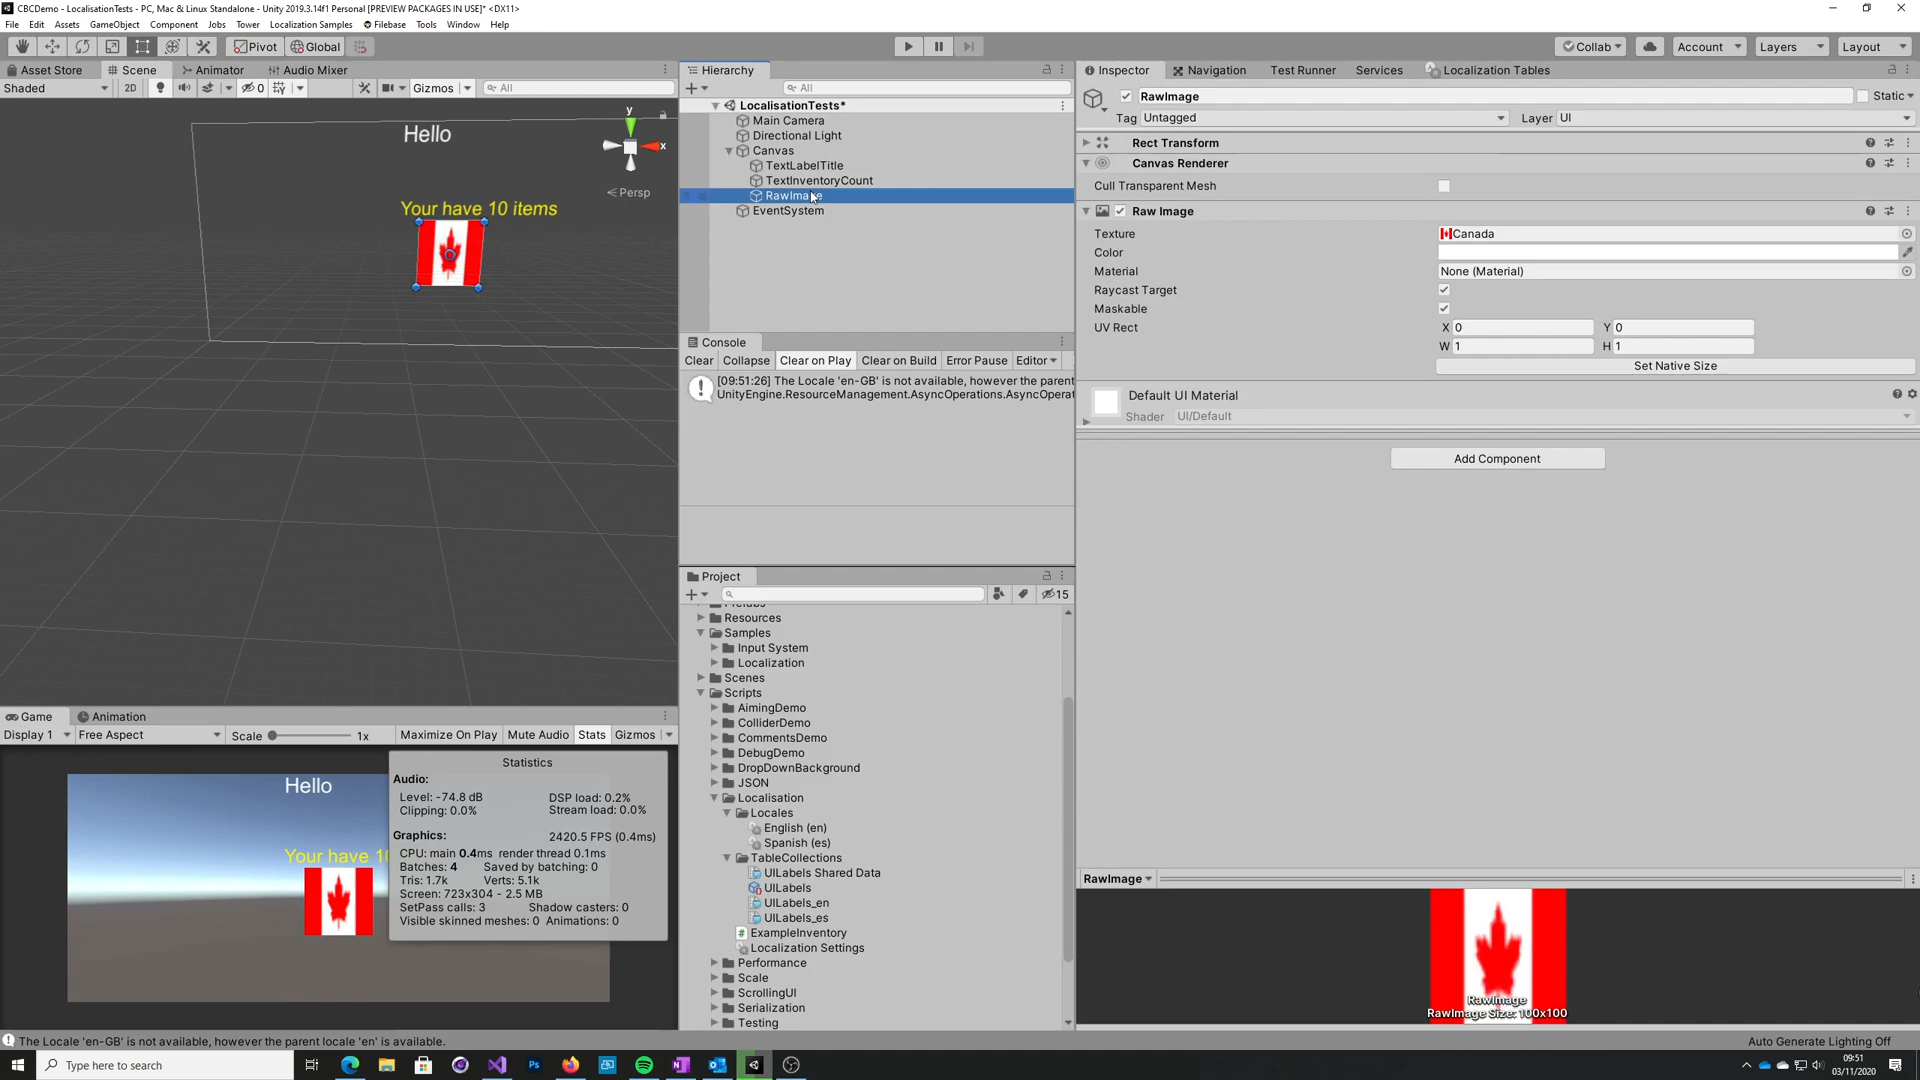 CBCDemo - LocalisationTests - PC, Mac & Linux Standalone - Unity 2019.3.14f1 Personal [PREVIEW PACKAGES IN USE]* <DX11>
File Edit Assets GameObject Component Jobs Tower Localization Samples Filebase Tools Window Help
Pivot Global Collab Account Layers Layout
Asset Store Scene Animator Audio Mixer
Shaded 2D 0 Gizmos All
Hello
y
x
Persp
Your have 10 items
Hierarchy
All
LocalisationTests*
Main Camera
Directional Light
Canvas
TextLabelTitle
TextInventoryCount
RawImage
EventSystem
Console
Clear Collapse Clear on Play Clear on Build Error Pause Editor
[09:51:26] The Locale 'en-GB' is not available, however the parent
UnityEngine.ResourceManagement.AsyncOperations.AsyncOperat
Project
15
Prefabs
Resources
Samples
Input System
Localization
Scenes
Scripts
AimingDemo
ColliderDemo
CommentsDemo
DebugDemo
DropDownBackground
JSON
Localisation
Locales
English (en)
Spanish (es)
TableCollections
UILabels Shared Data
UILabels
UILabels_en
UILabels_es
ExampleInventory
Localization Settings
Performance
Scale
ScrollingUI
Serialization
Testing
Game Animation
Display 1 Free Aspect Scale 1x Maximize On Play Mute Audio Stats Gizmos
Hello
Your have 10
Statistics
Audio:
Level: -74.8 dB DSP load: 0.2%
Clipping: 0.0% Stream load: 0.0%
Graphics: 2420.5 FPS (0.4ms)
CPU: main 0.4ms render thread 0.1ms
Batches: 4 Saved by batching: 0
Tris: 1.7k Verts: 5.1k
Screen: 723x304 - 2.5 MB
SetPass calls: 3 Shadow casters: 0
Visible skinned meshes: 0 Animations: 0
Inspector Navigation Test Runner Services Localization Tables
RawImage Static
Tag Untagged Layer UI
Rect Transform
Canvas Renderer
Cull Transparent Mesh
Raw Image
Texture Canada
Color
Material None (Material)
Raycast Target
Maskable
UV Rect X 0 Y 0
W 1 H 1
Set Native Size
Default UI Material
Shader UI/Default
Add Component
RawImage
RawImage
RawImage Size: 100x100
The Locale 'en-GB' is not available, however the parent locale 'en' is available.
Auto Generate Lighting Off
Type here to search
09:51
03/11/2020